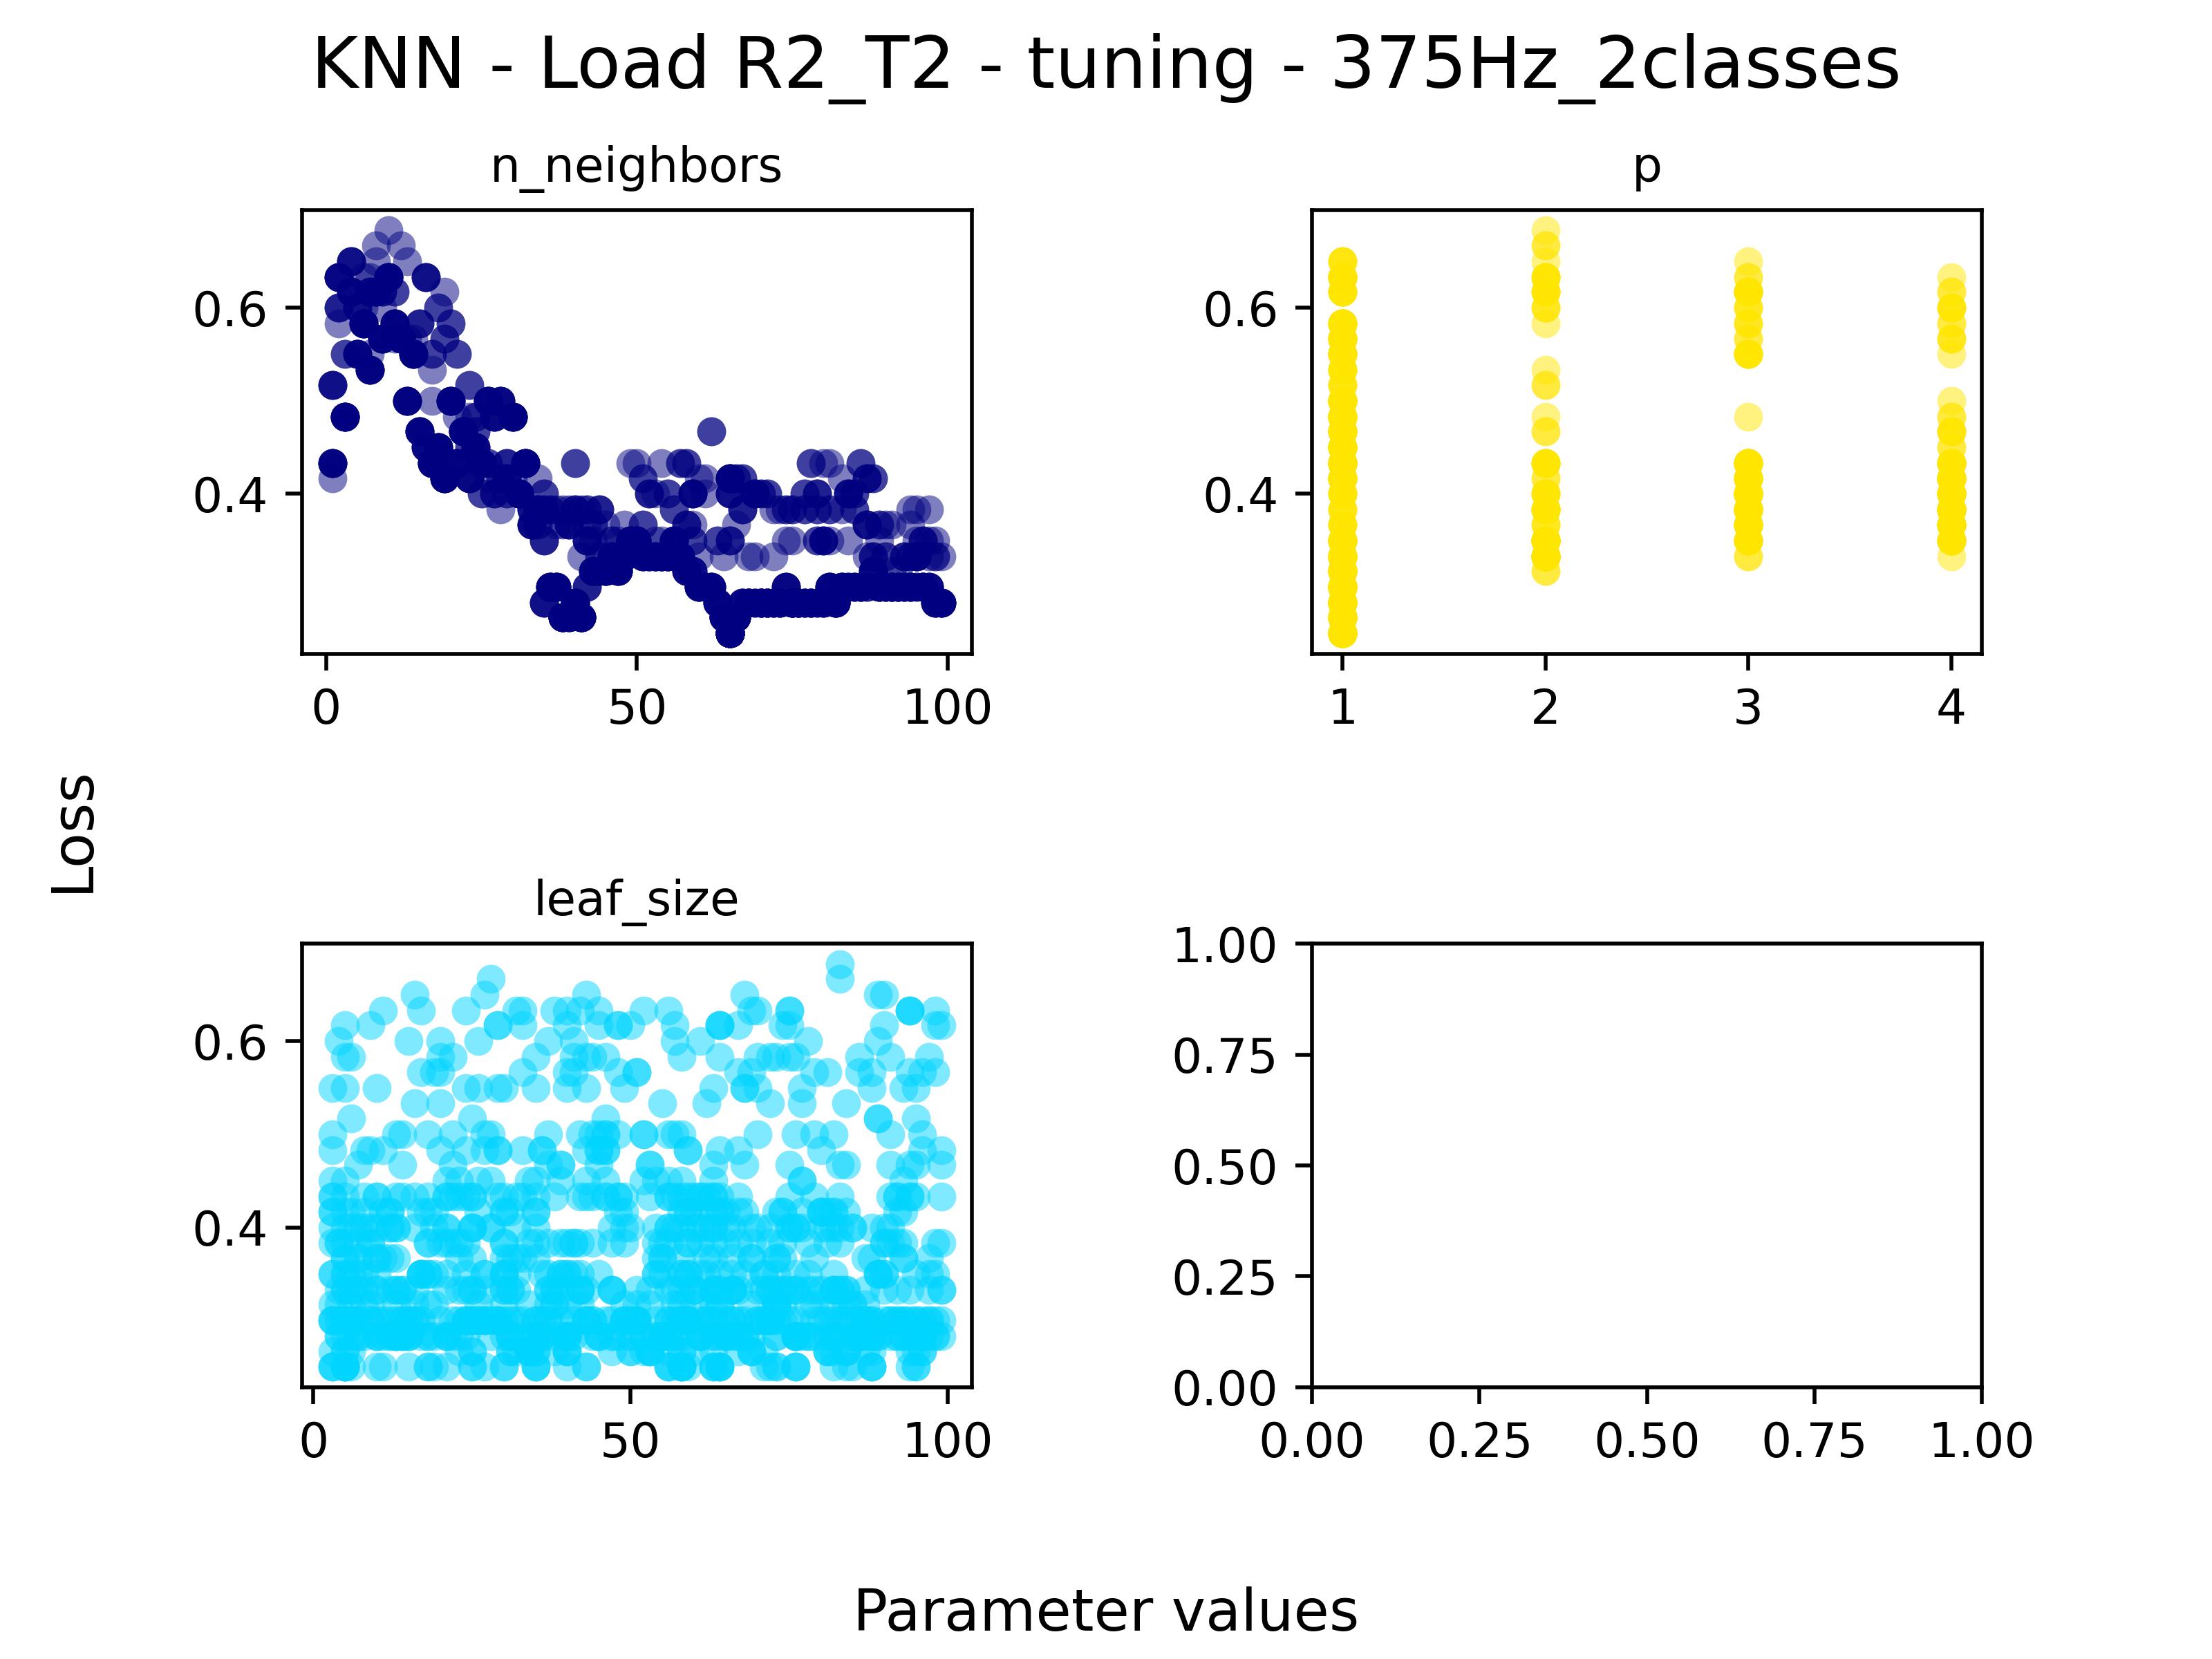 KNN - Load R2_T2 - tuning - 375Hz_2classes
n_neighbors
0.6
0.4
0 50 100
p
0.6
0.4
1 2 3 4
Loss
leaf_size
0.6
0.4
0 50 100
1.00
0.75
0.50
0.25
0.00
0.00 0.25 0.50 0.75 1.00
Parameter values